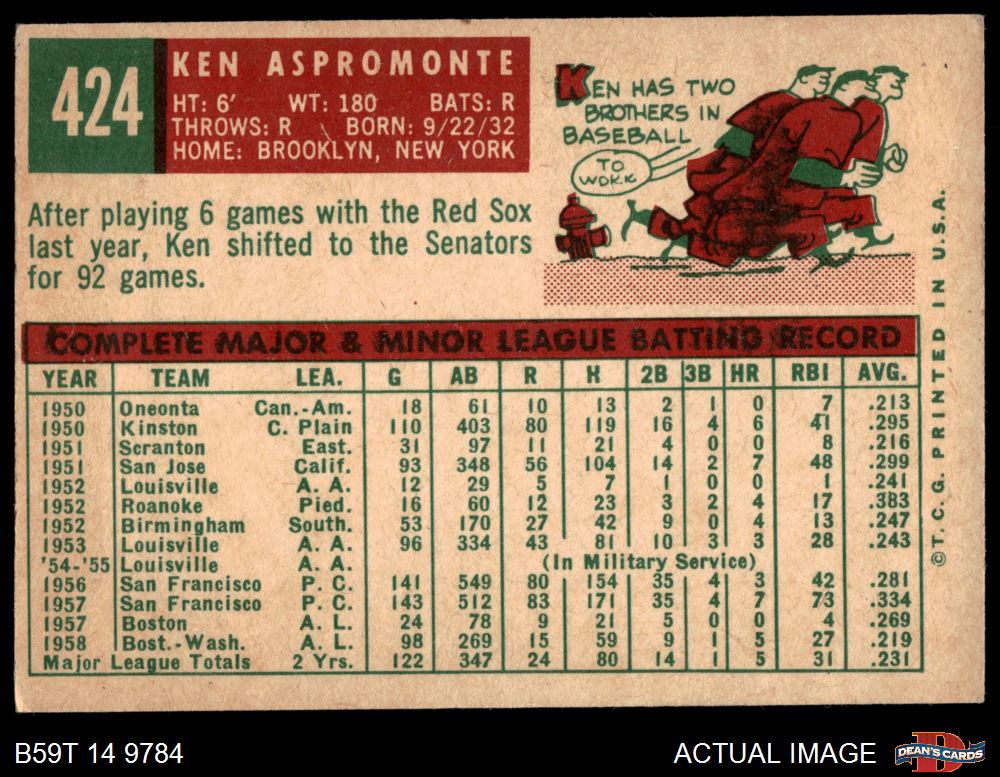 424
KEN ASPROMONTE
HT: 6' WT: 180 BATS: R
THROWS: R BORN: 9/22/32
HOME: BROOKLYN, NEW YORK
KEN HAS TWO
BROTHERS IN
BASEBALL
TO
WORK
After playing 6 games with the Red Sox
last year, Ken shifted to the Senators
for 92 games.
COMPLETE MAJOR & MINOR LEAGUE BATTING RECORD
YEAR TEAM LEA. G AB R H 2B 3B HR RBI AVG.
1950 Oneonta Can.-Am. 18 61 10 13 2 1 0 7 .213
1950 Kinston C. Plain 110 403 80 119 16 4 6 41 .295
1951 Scranton East. 31 97 11 21 4 0 0 8 .216
1951 San Jose Calif. 93 348 56 104 14 2 7 48 .299
1952 Louisville A. A. 12 29 5 7 1 0 0 1 .241
1952 Roanoke Pied. 16 60 12 23 3 2 4 17 .383
1952 Birmingham South. 53 170 27 42 9 0 4 13 .247
1953 Louisville A. A. 96 334 43 81 10 3 3 28 .243
'54-'55 Louisville A. A. (In Military Service)
1956 San Francisco P. C. 141 549 80 154 35 4 3 42 .281
1957 San Francisco P. C. 143 512 83 171 35 4 7 73 .334
1957 Boston A. L. 24 78 9 21 5 0 0 4 .269
1958 Bost.-Wash. A. L. 98 269 15 59 9 1 5 27 .219
Major League Totals 2 Yrs. 122 347 24 80 14 1 5 31 .231
© T. C. G. PRINTED IN U.S.A.
B59T 14 9784
ACTUAL IMAGE
DEAN'S CARDS